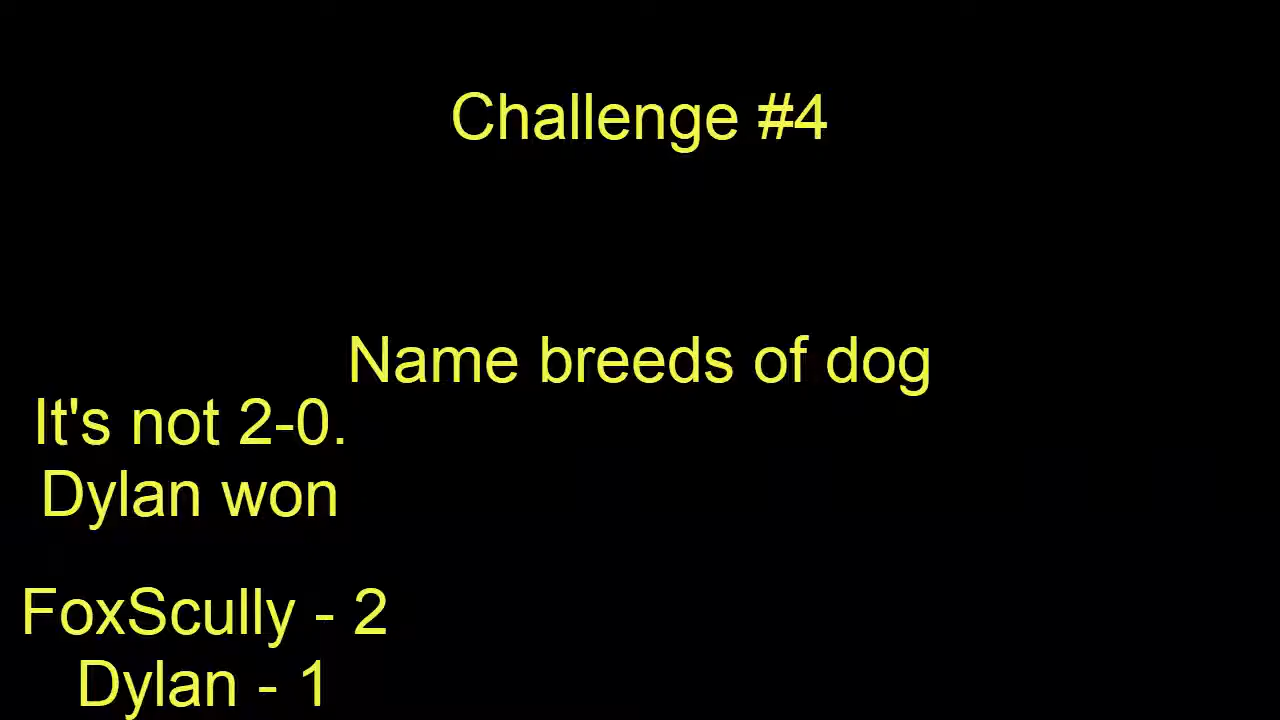 Challenge #4
Name breeds of dog
It's not 2-0.
Dylan won
FoxScully - 2
Dylan - 1